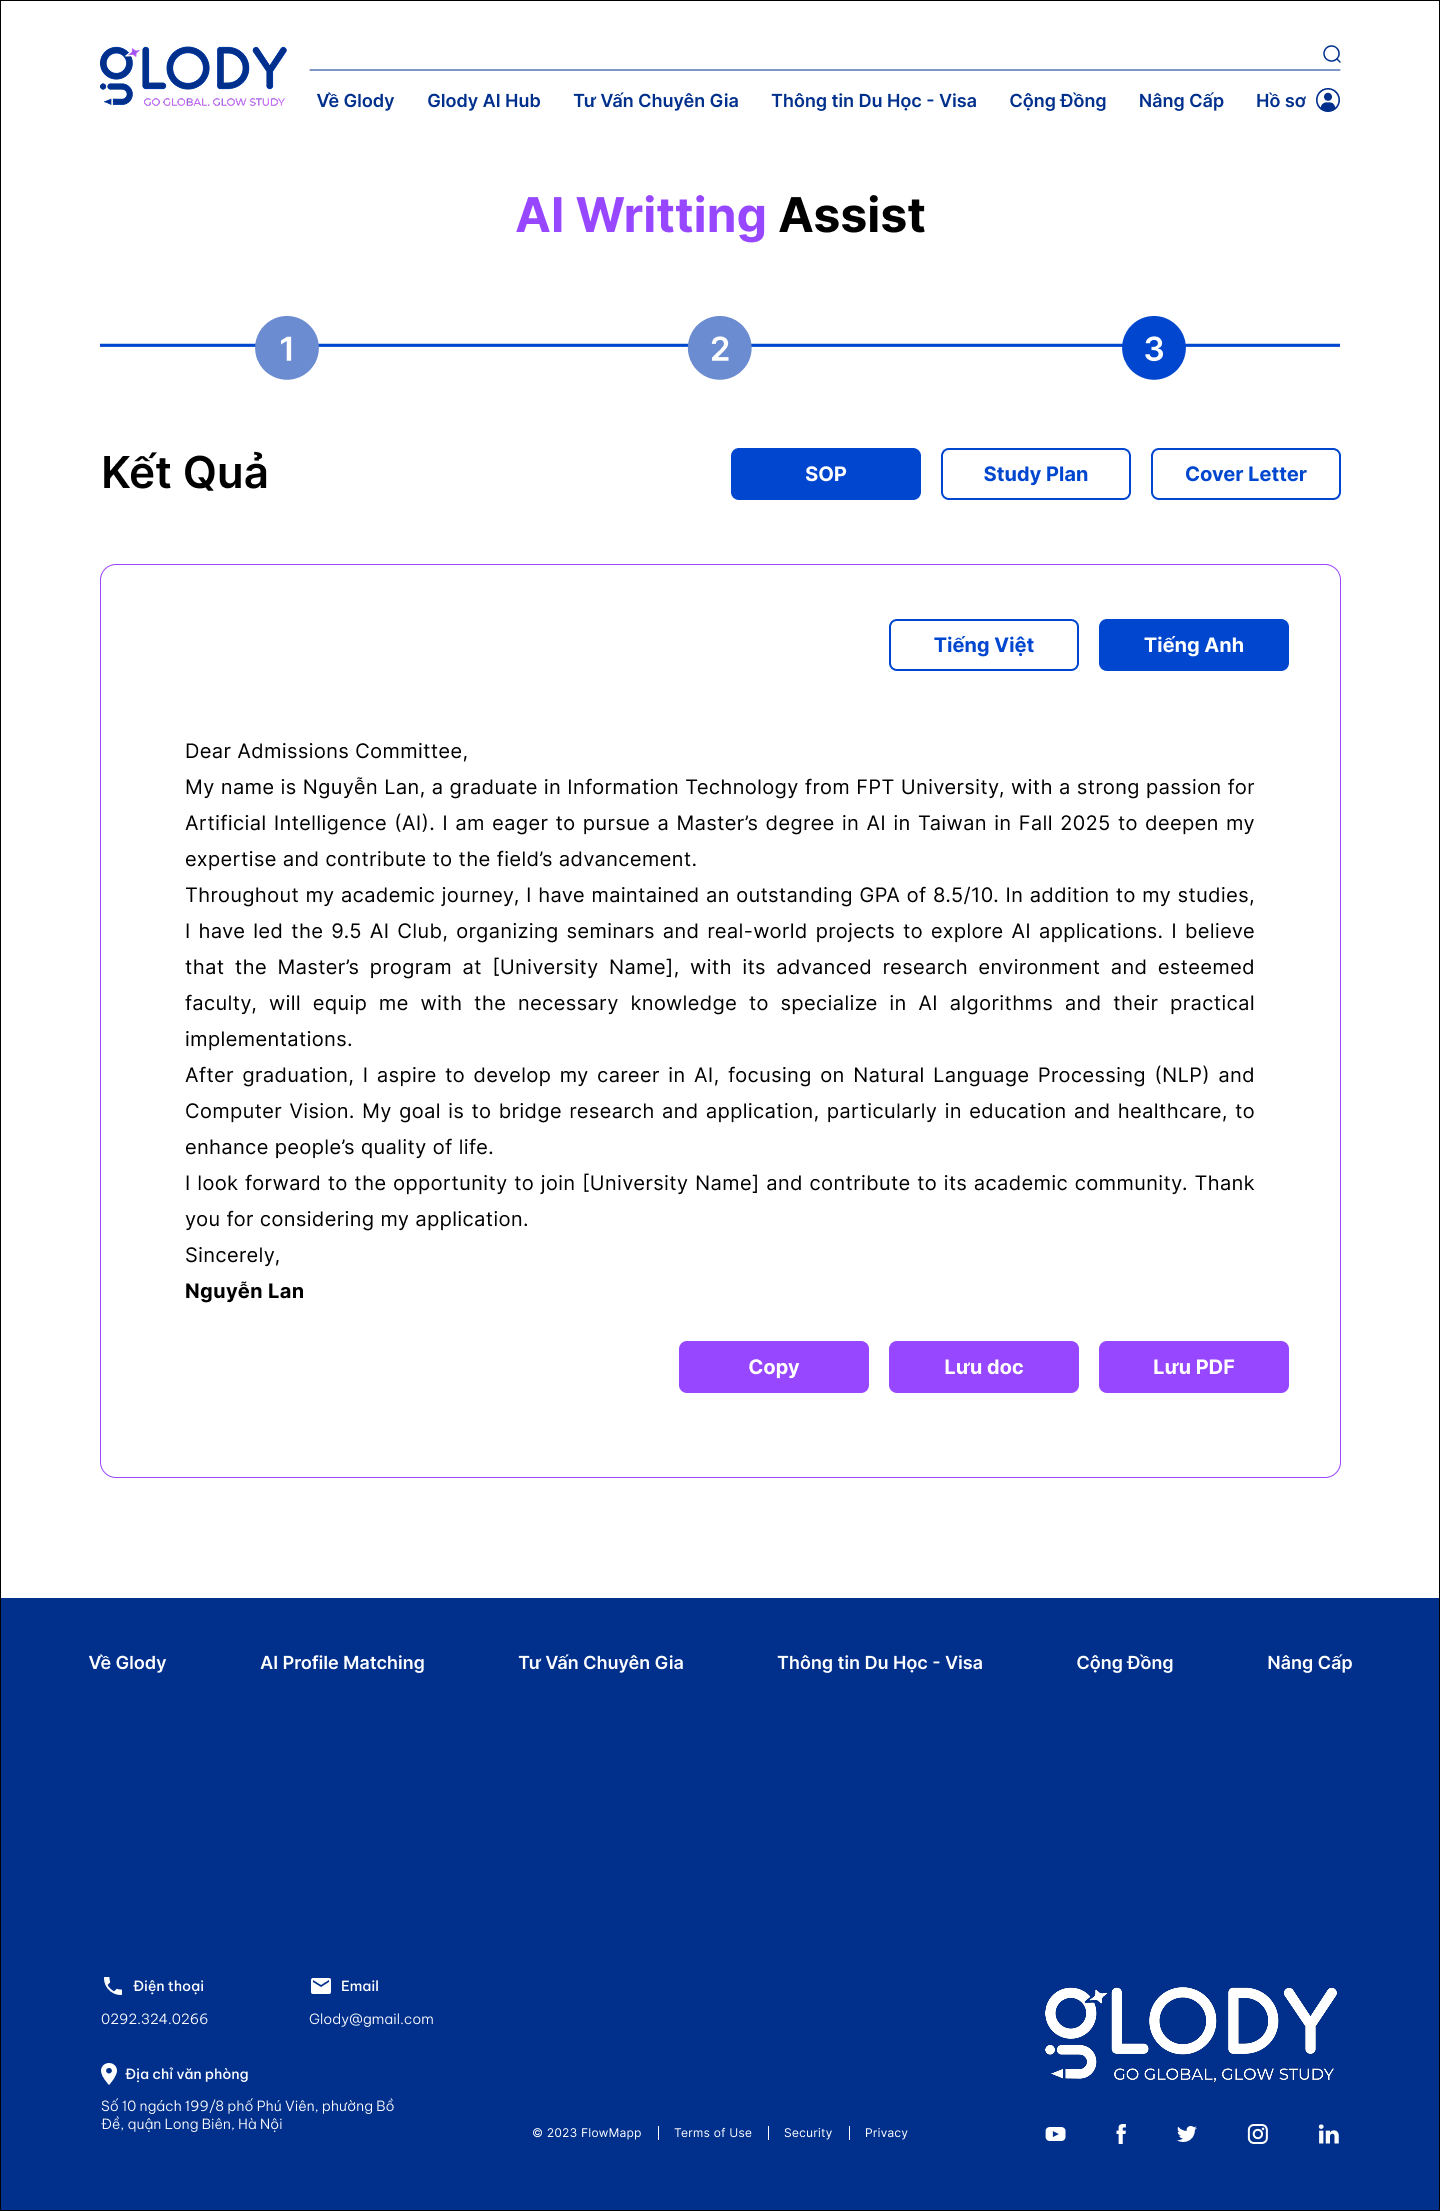 gLODY
GO GLOBAL, GLOW STUDY
Về Glody Glody AI Hub Tư Vấn Chuyên Gia Thông tin Du Học - Visa Cộng Đồng Nâng Cấp Hồ sơ
AI Writting Assist
1 2 3
Kết Quả SOP Study Plan Cover Letter
Tiếng Việt Tiếng Anh
Dear Admissions Committee,
My name is Nguyễn Lan, a graduate in Information Technology from FPT University, with a strong passion for
Artificial Intelligence (AI). I am eager to pursue a Master’s degree in AI in Taiwan in Fall 2025 to deepen my
expertise and contribute to the field’s advancement.
Throughout my academic journey, I have maintained an outstanding GPA of 8.5/10. In addition to my studies,
I have led the 9.5 AI Club, organizing seminars and real-world projects to explore AI applications. I believe
that the Master’s program at [University Name], with its advanced research environment and esteemed
faculty, will equip me with the necessary knowledge to specialize in AI algorithms and their practical
implementations.
After graduation, I aspire to develop my career in AI, focusing on Natural Language Processing (NLP) and
Computer Vision. My goal is to bridge research and application, particularly in education and healthcare, to
enhance people’s quality of life.
I look forward to the opportunity to join [University Name] and contribute to its academic community. Thank
you for considering my application.
Sincerely,
Nguyễn Lan
Copy Lưu doc Lưu PDF
Về Glody AI Profile Matching Tư Vấn Chuyên Gia Thông tin Du Học - Visa Cộng Đồng Nâng Cấp
Điện thoại Email
0292.324.0266 Glody@gmail.com
Địa chỉ văn phòng
Số 10 ngách 199/8 phố Phú Viên, phường Bồ
Đề, quận Long Biên, Hà Nội
© 2023 FlowMapp Terms of Use Security Privacy
gLODY
GO GLOBAL, GLOW STUDY